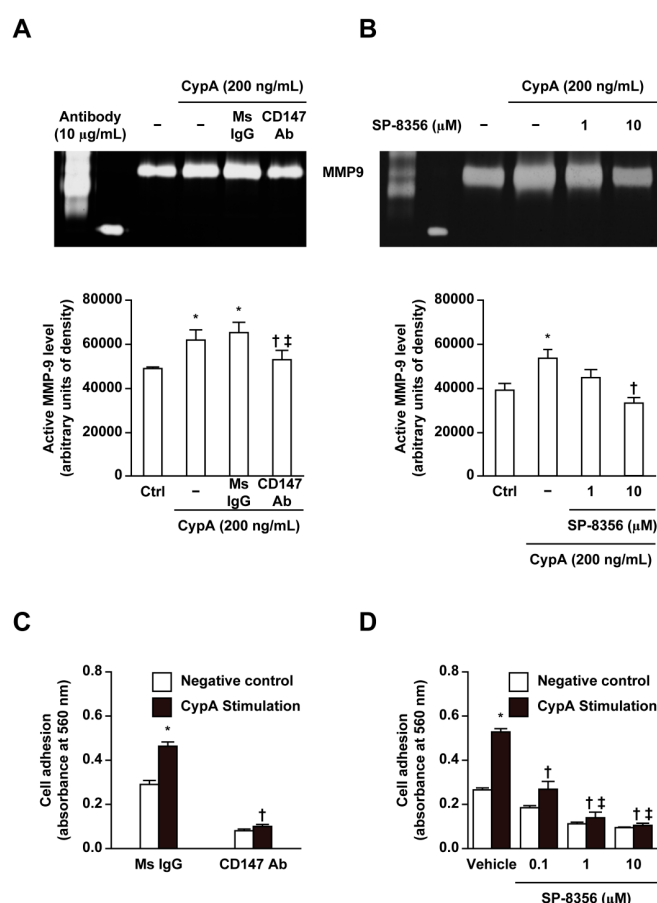 A
CypA (200 ng/mL)
Antibody
(10 µg/mL)
– – Ms IgG CD147 Ab
MMP9
80000
60000
40000
20000
0
Active MMP-9 level
(arbitrary units of density)
* * † ‡
Ctrl – Ms IgG CD147 Ab
CypA (200 ng/mL)
B
CypA (200 ng/mL)
SP-8356 (µM) – – 1 10
80000
60000
40000
20000
0
Active MMP-9 level
(arbitrary units of density)
* †
Ctrl – 1 10
SP-8356 (µM)
CypA (200 ng/mL)
C
0.8
0.6
0.4
0.2
0.0
Cell adhesion
(absorbance at 560 nm)
Negative control
CypA Stimulation
* †
Ms IgG CD147 Ab
D
0.8
0.6
0.4
0.2
0.0
Cell adhesion
(absorbance at 560 nm)
Negative control
CypA Stimulation
* † † ‡ † ‡
Vehicle 0.1 1 10
SP-8356 (µM)